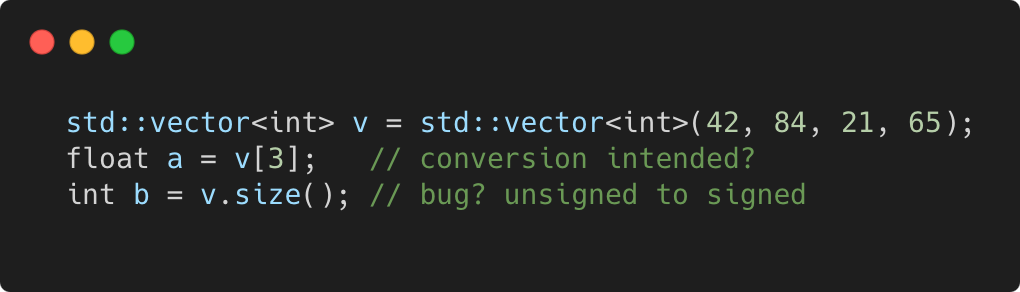 std::vector<int> v = std::vector<int>(42, 84, 21, 65);
float a = v[3];   // conversion intended?
int b = v.size(); // bug? unsigned to signed